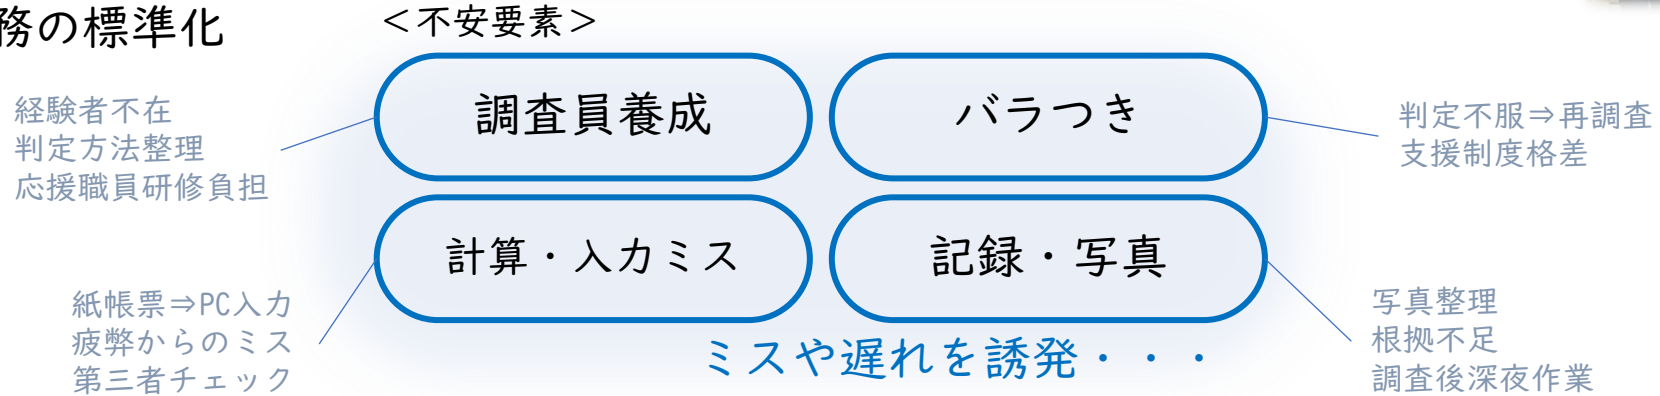 務の標準化
＜不安要素＞
経験者不在
判定方法整理
応援職員研修負担
調査員養成
バラつき
判定不服⇒再調査
支援制度格差
計算・入力ミス
記録・写真
紙帳票⇒PC入力
疲弊からのミス
第三者チェック
写真整理
根拠不足
調査後深夜作業
ミスや遅れを誘発・・・